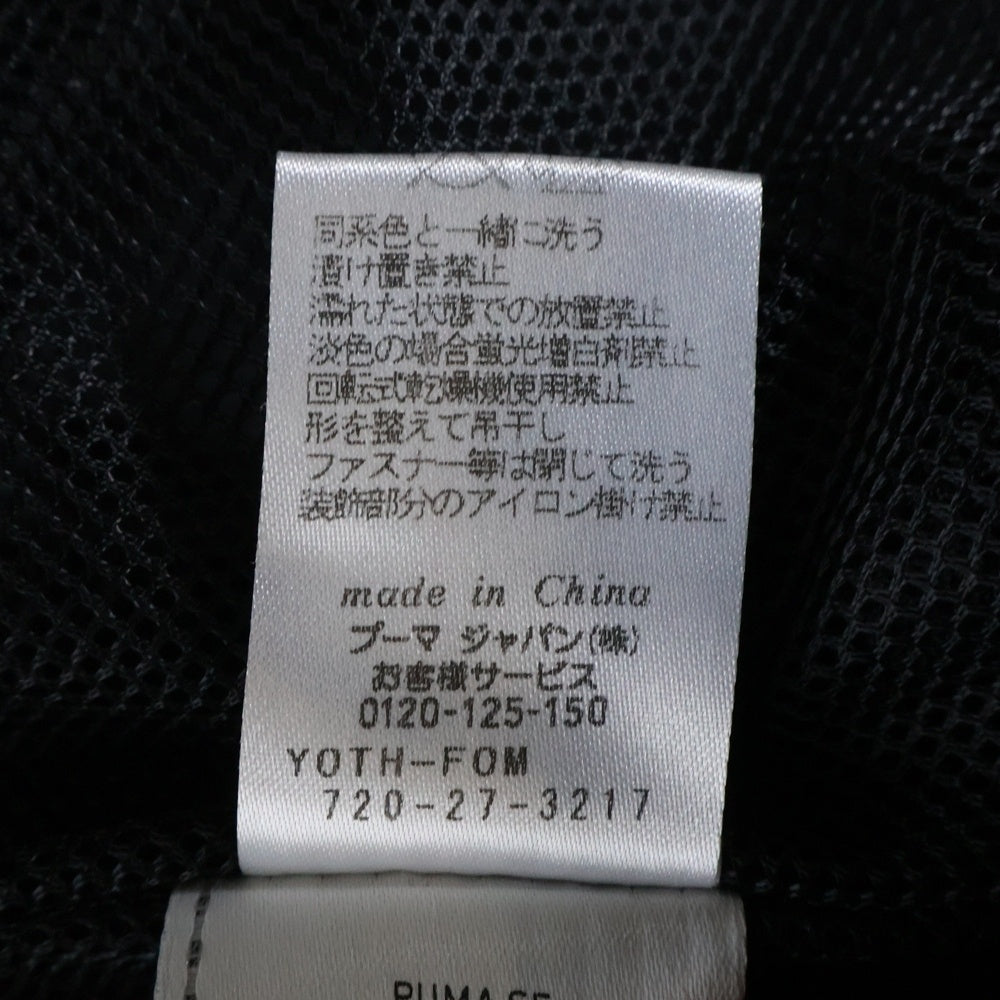 同系色と一緒に洗う
漬け置き禁止
濡れた状態での放置禁止
淡色の場合蛍光増白剤禁止
回転式乾燥機使用禁止
形を整えて吊干し
ファスナー等は閉じて洗う
装飾部分のアイロン掛け禁止
made in China
プーマ ジャパン(株)
お客様サービス
0120-125-150
YOTH-FOM
720-27-3217
PUMA SE